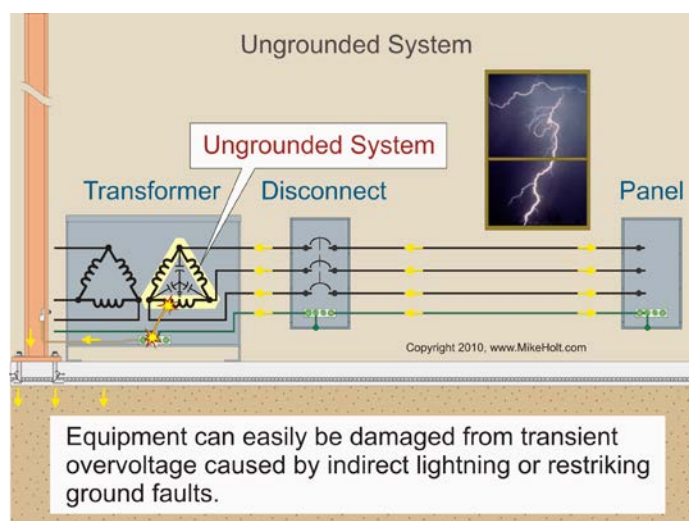 Ungrounded System
Ungrounded System
Transformer
Disconnect
Panel
Copyright 2010, www.MikeHolt.com
Equipment can easily be damaged from transient
overvoltage caused by indirect lightning or restriking
ground faults.